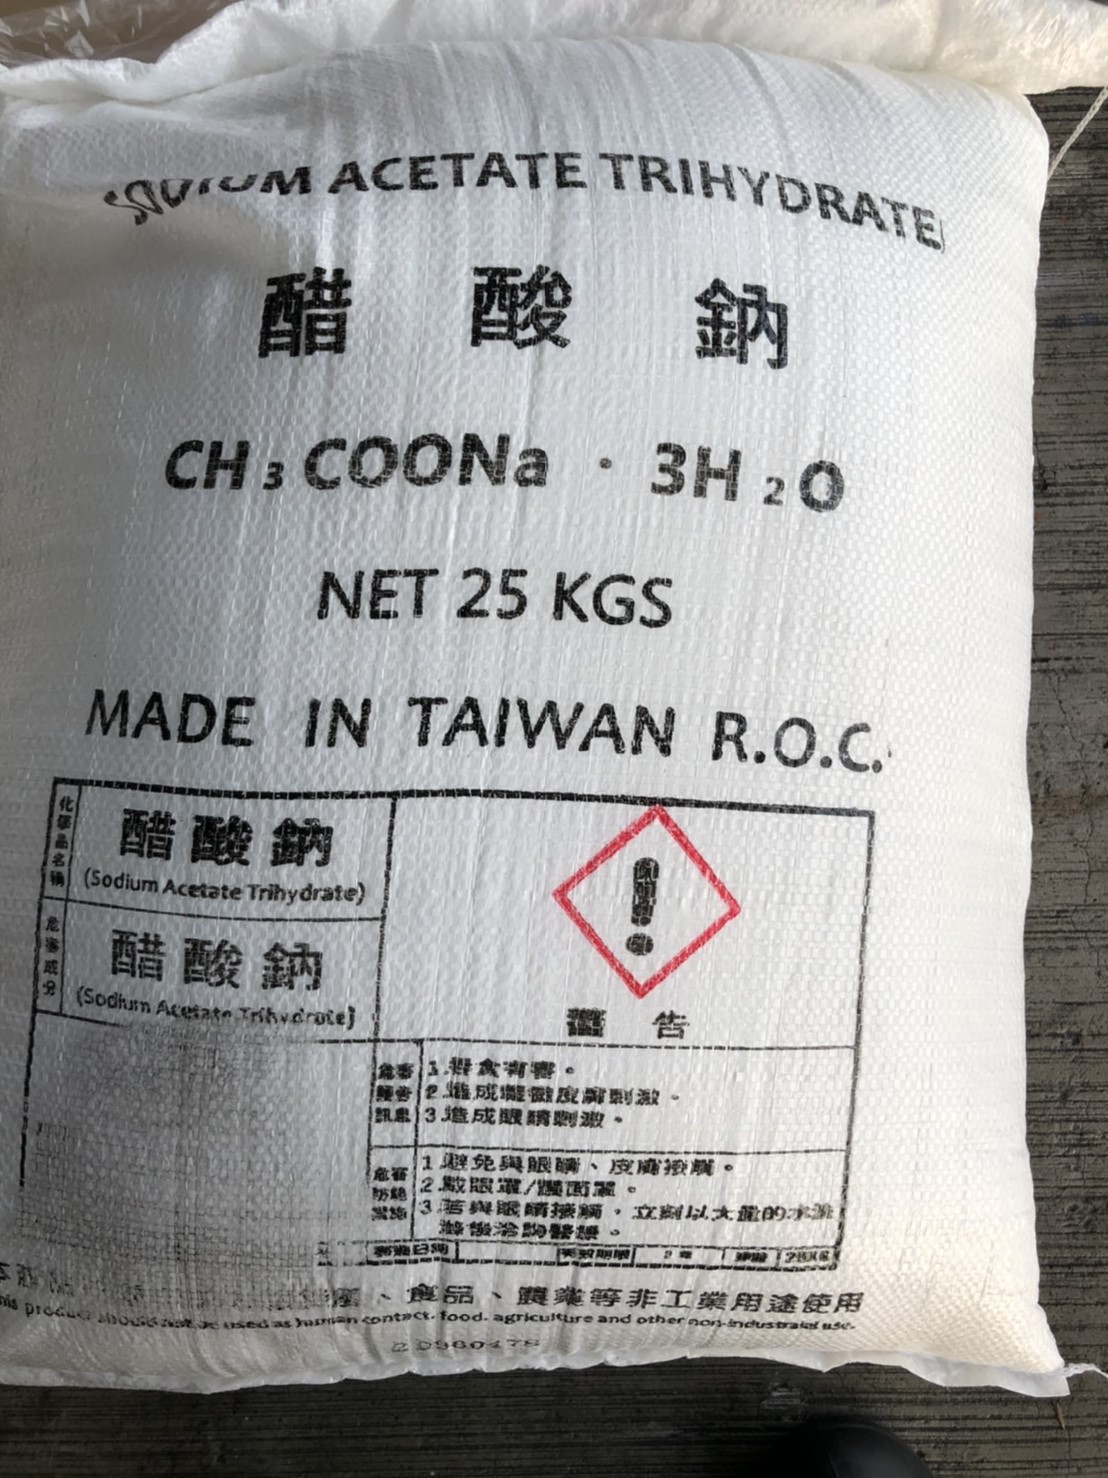 SODIUM ACETATE TRIHYDRATE
醋酸鈉
CH₃COONa · 3H₂O
NET 25 KGS
MADE IN TAIWAN R.O.C.
化學品名稱
醋酸鈉
(Sodium Acetate Trihydrate)
危害成分
醋酸鈉
(Sodium Acetate Trihydrate)
警告
危害
警告
訊息
1.吞食有害。
2.造成輕微皮膚刺激。
3.造成眼睛刺激。
危害
防範
措施
1.避免與眼睛、皮膚接觸。
2.戴眼罩/護面罩。
3.若與眼睛接觸,立刻以大量的水
後洽詢醫療。
製造日期
有效期限
2年
淨重
25KG
、食品、農業等非工業用途使用
his product should not be used as human contact. food. agriculture and other non-industraial use.